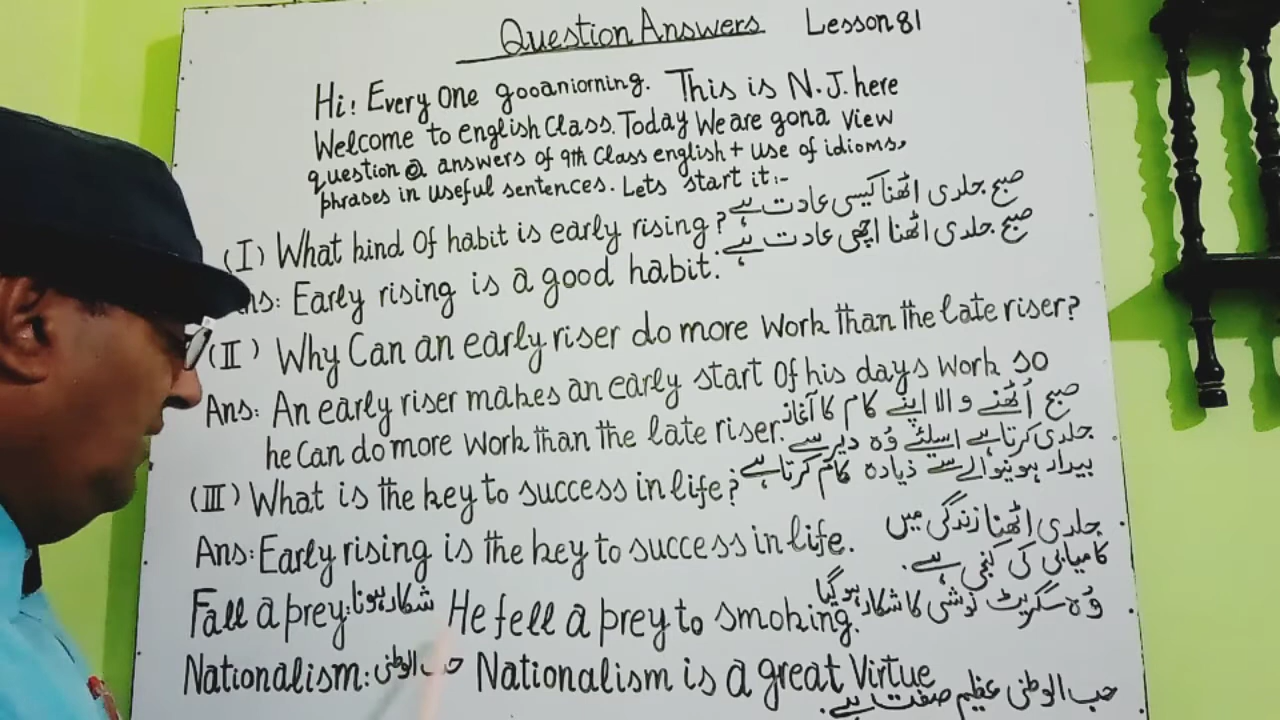 Question Answers Lesson 81
Hi! Every One gooaniorning. This is N.J. here
Welcome to english Class. Today We are gona view
question @ answers of 9th Class english + use of idioms,
phrases in useful sentences. Lets start it:-
(I) What kind Of habit is early rising? صبح جلدی اٹھنا کیسی عادت ہے
Ans: Early rising is a good habit. صبح جلدی اٹھنا اچھی عادت ہے
(II) Why Can an early riser do more work than the late riser?
Ans: An early riser makes an early start Of his days work so
صبح اُٹھنے والا اپنے کام کا آغاز
he Can do more work than the late riser. جلدی کرتا ہے اسلئے وُہ دیر سے
(III) What is the key to success in life? بیدار ہونیوالے سے ذیادہ کام کرتا ہے
Ans: Early rising is the key to success in life. جلدی اٹھنا زندگی میں
کامیابی کی کنجی ہے.
Fall a prey: شکار ہونا He fell a prey to smoking. وُہ سگریٹ نوشی کا شکار ہو گیا
Nationalism: حب الوطنی Nationalism is a great Virtue
حب الوطنی عظیم صفت ہے.